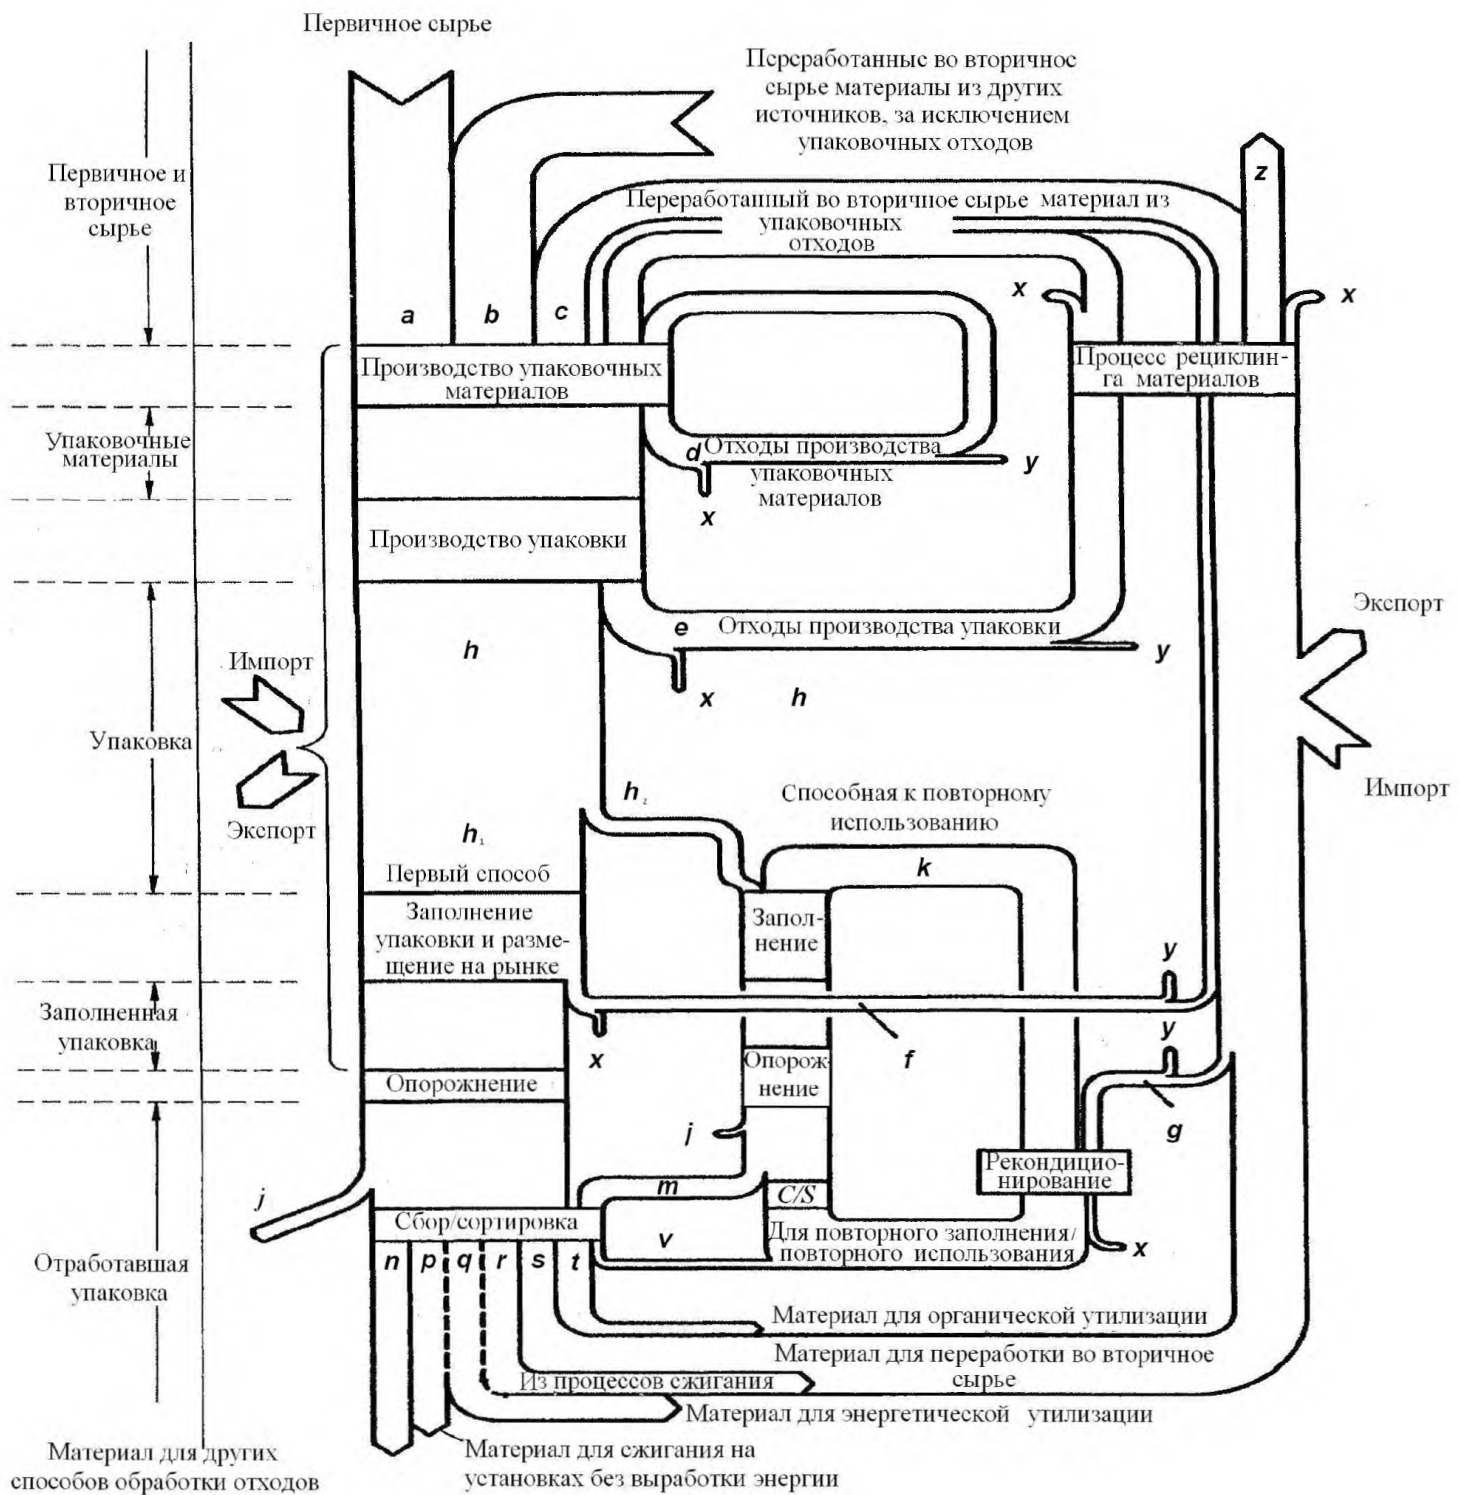 Первичное сырье
Переработанные во вторичное
сырье материалы из других
источников, за исключением
упаковочных отходов
Первичное и
вторичное
сырье
z
Переработанный во вторичное сырье материал из
упаковочных
отходов
a
b
c
x
x
Производство упаковочных
материалов
Процесс рециклин-
га материалов
Упаковочные
материалы
d
Отходы производства
упаковочных
материалов
y
x
Производство упаковки
e
Отходы производства упаковки
y
x
h
h
Импорт
Экспорт
Упаковка
Экспорт
Импорт
h₂
h₁
Способная к повторному
использованию
k
Первый способ
Заполнение
упаковки и разме-
щение на рынке
Запол-
нение
y
Заполненная
упаковка
x
f
y
Опорожнение
Опорож-
нение
g
j
j
Рекондицио-
нирование
m
C/S
Сбор/сортировка
v
Для повторного заполнения/
повторного использования
x
Отработавшая
упаковка
n
p
q
r
s
t
Материал для органической утилизации
Материал для переработки во вторичное
сырье
Из процессов сжигания
Материал для энергетической утилизации
Материал для сжигания на
установках без выработки энергии
Материал для других
способов обработки отходов